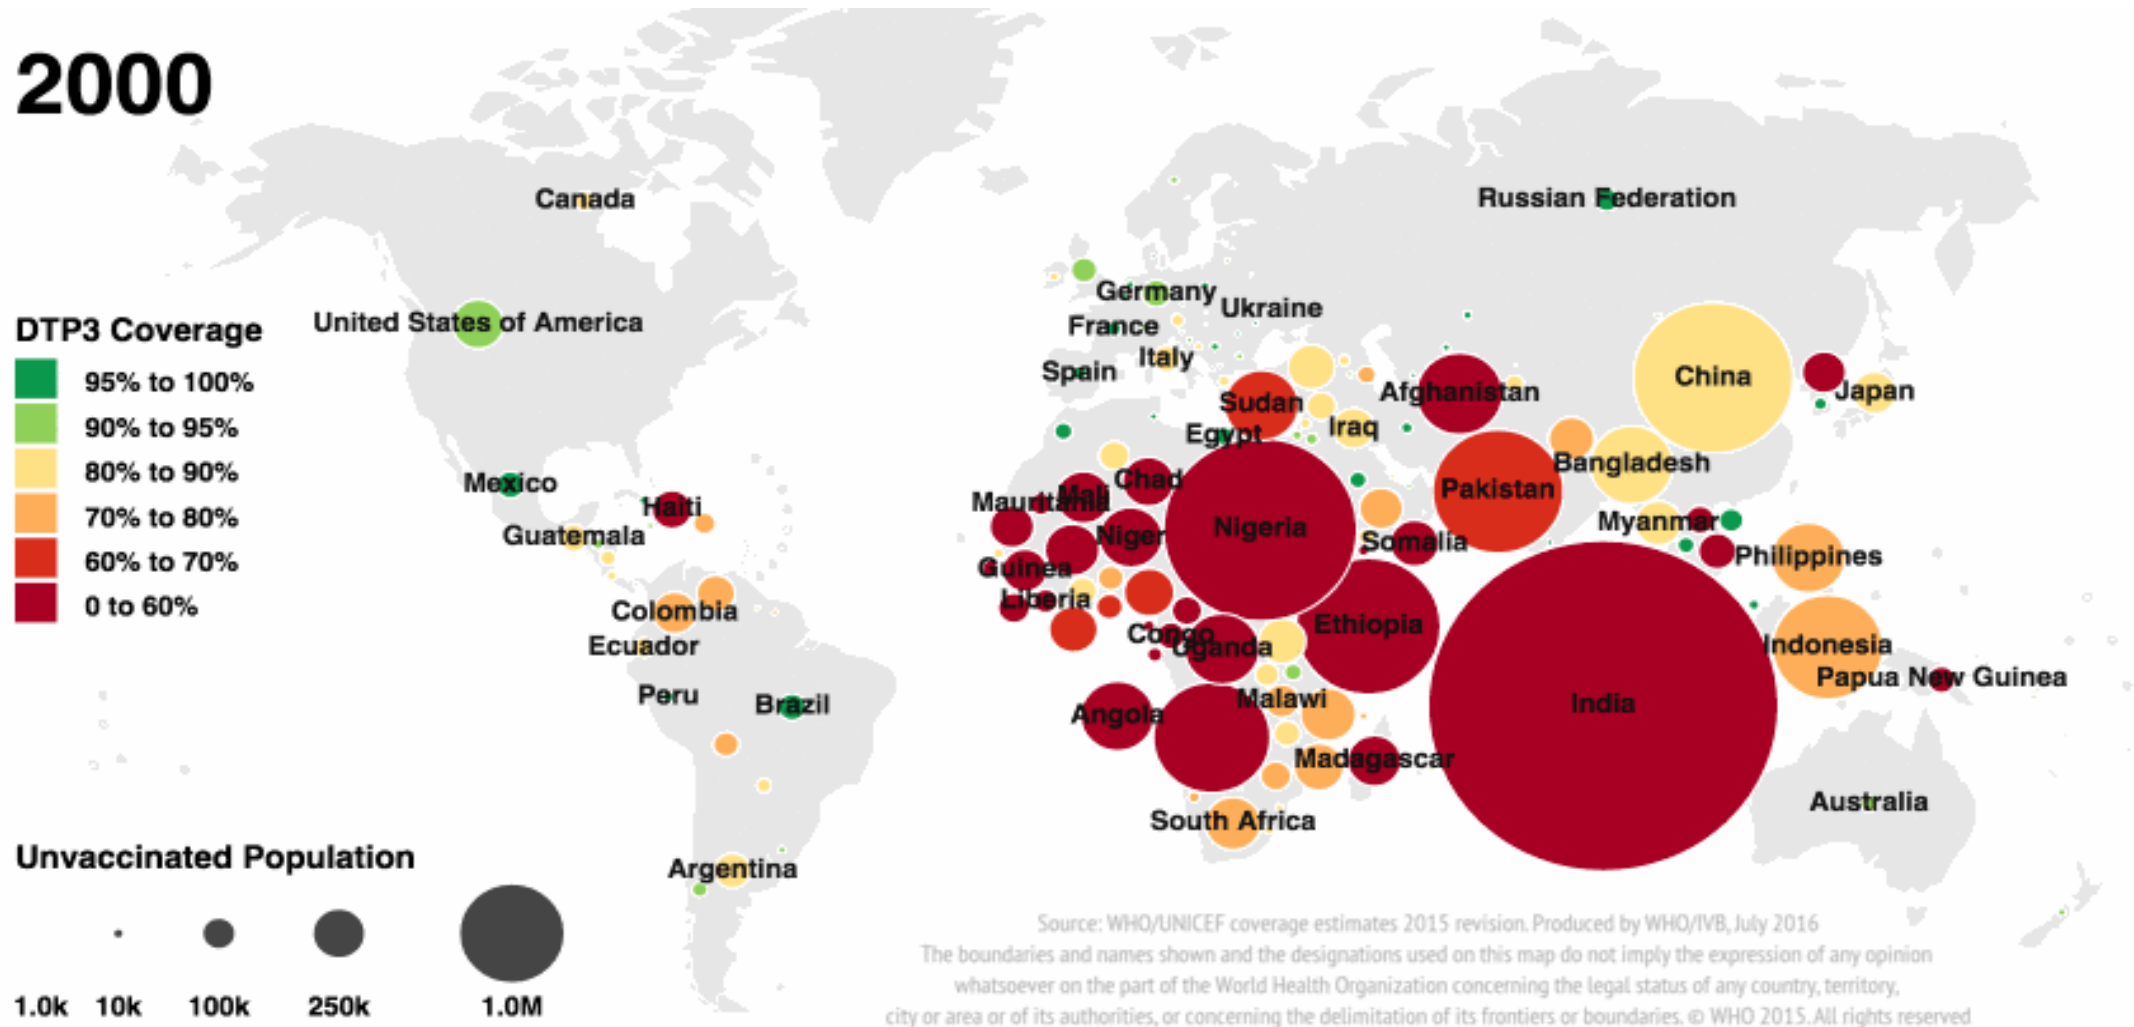 2000
Canada
Russian Federation
Germany
Ukraine
United States of America
France
Italy
Spain
DTP3 Coverage
95% to 100%
90% to 95%
80% to 90%
70% to 80%
60% to 70%
0 to 60%
China
Japan
Afghanistan
Sudan
Iraq
Egypt
Bangladesh
Mexico
Haiti
Chad
Mali
Mauritania
Pakistan
Guatemala
Niger
Nigeria
Myanmar
Somalia
Philippines
Guinea
Liberia
Colombia
Ecuador
Congo
Uganda
Ethiopia
Indonesia
Papua New Guinea
Peru
Brazil
Malawi
Angola
India
Madagascar
South Africa
Australia
Argentina
Unvaccinated Population
1.0k 10k 100k 250k 1.0M
Source: WHO/UNICEF coverage estimates 2015 revision. Produced by WHO/IVB, July 2016
The boundaries and names shown and the designations used on this map do not imply the expression of any opinion
whatsoever on the part of the World Health Organization concerning the legal status of any country, territory,
city or area or of its authorities, or concerning the delimitation of its frontiers or boundaries. © WHO 2015. All rights reserved